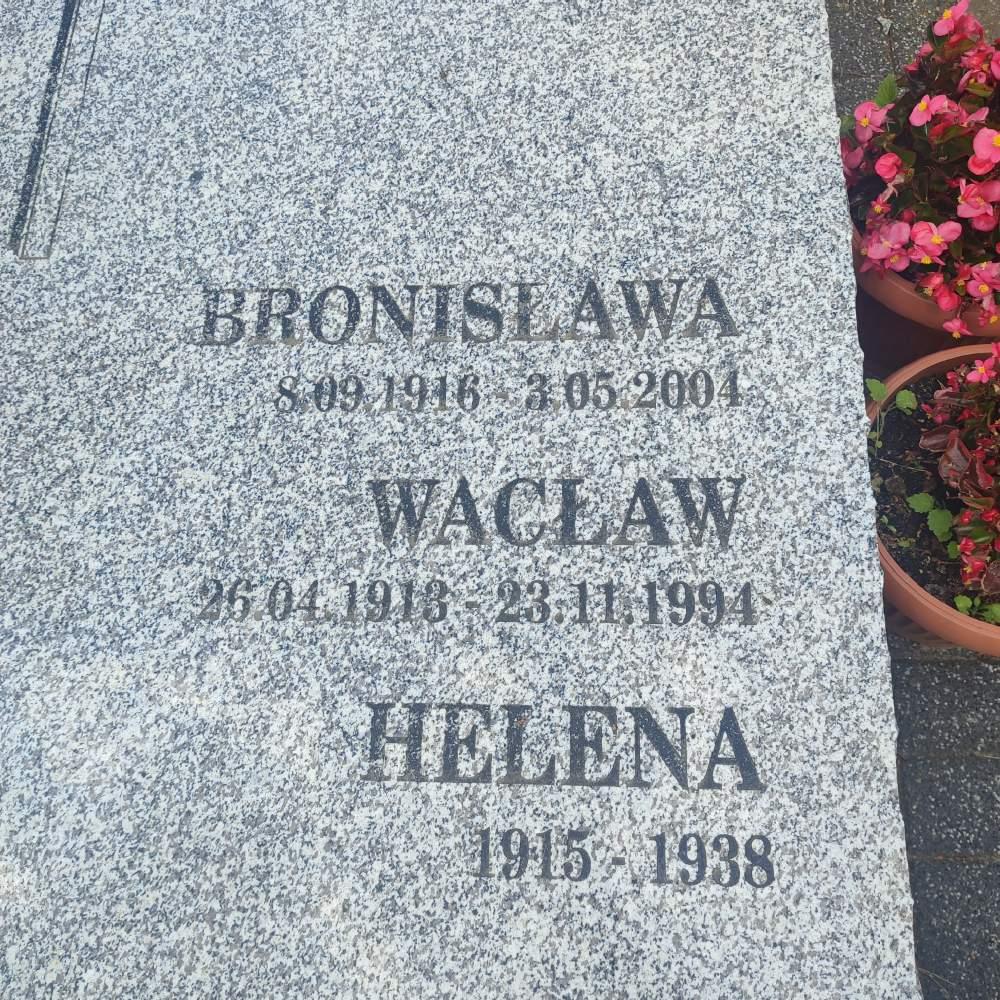 BRONISŁAWA
8.09.1916 - 3.05.2004
WACŁAW
26.04.1913 - 23.11.1994
HELENA
1915 - 1938